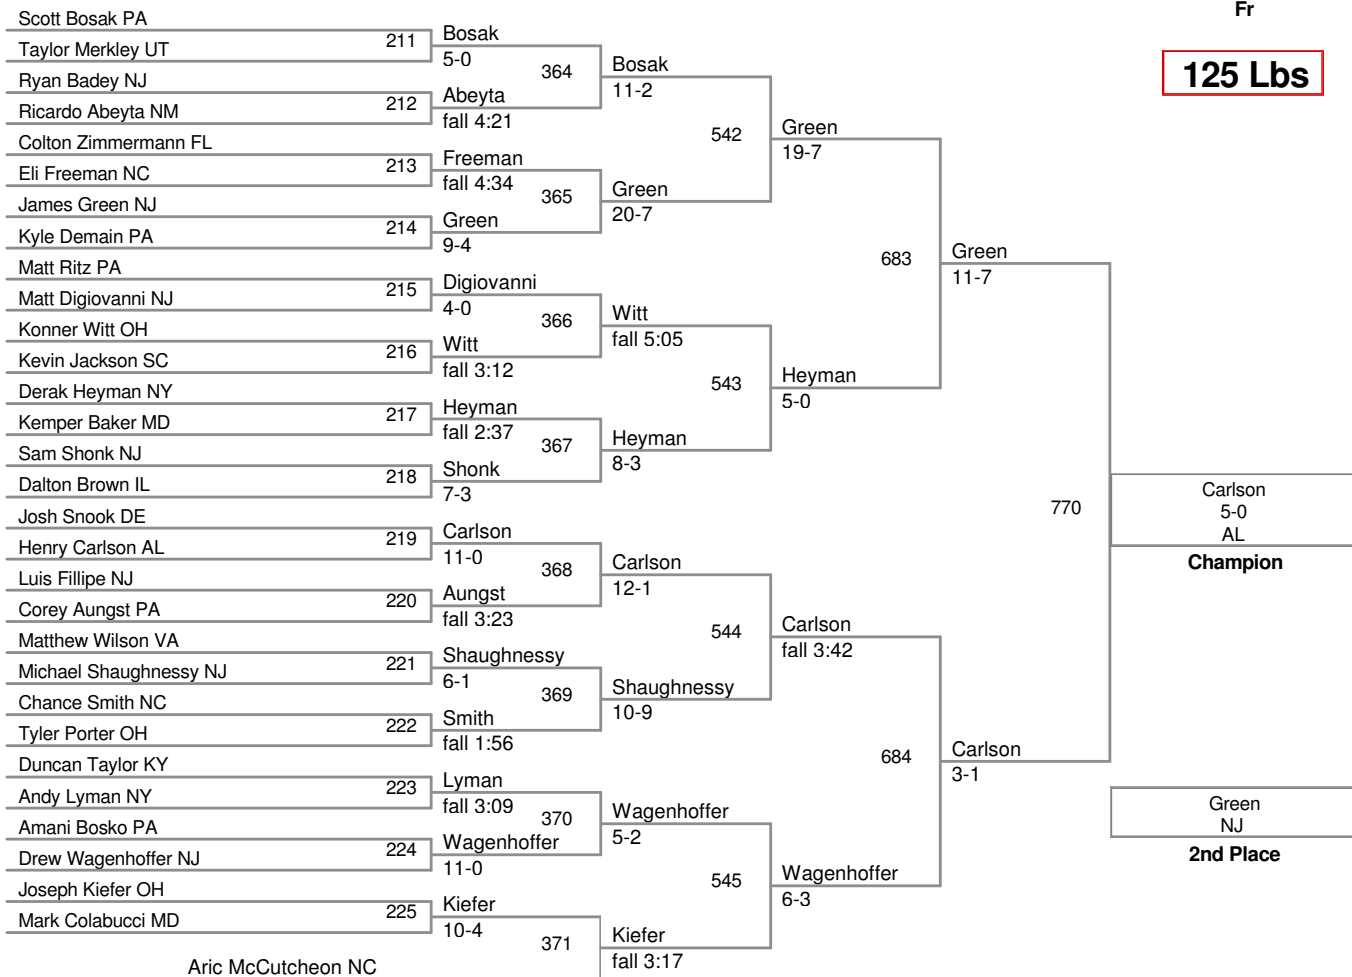 Fr
125 Lbs
Scott Bosak PA
Taylor Merkley UT
Ryan Badey NJ
Ricardo Abeyta NM
Colton Zimmermann FL
Eli Freeman NC
James Green NJ
Kyle Demain PA
Matt Ritz PA
Matt Digiovanni NJ
Konner Witt OH
Kevin Jackson SC
Derak Heyman NY
Kemper Baker MD
Sam Shonk NJ
Dalton Brown IL
Josh Snook DE
Henry Carlson AL
Luis Fillipe NJ
Corey Aungst PA
Matthew Wilson VA
Michael Shaughnessy NJ
Chance Smith NC
Tyler Porter OH
Duncan Taylor KY
Andy Lyman NY
Amani Bosko PA
Drew Wagenhoffer NJ
Joseph Kiefer OH
Mark Colabucci MD
Aric McCutcheon NC
211
212
213
214
215
216
217
218
219
220
221
222
223
224
225
Bosak
5-0
Abeyta
fall 4:21
Freeman
fall 4:34
Green
9-4
Digiovanni
4-0
Witt
fall 3:12
Heyman
fall 2:37
Shonk
7-3
Carlson
11-0
Aungst
fall 3:23
Shaughnessy
6-1
Smith
fall 1:56
Lyman
fall 3:09
Wagenhoffer
11-0
Kiefer
10-4
364
365
366
367
368
369
370
371
Bosak
11-2
Green
20-7
Witt
fall 5:05
Heyman
8-3
Carlson
12-1
Shaughnessy
10-9
Wagenhoffer
5-2
Kiefer
fall 3:17
542
543
544
545
Green
19-7
Heyman
5-0
Carlson
fall 3:42
Wagenhoffer
6-3
683
684
Green
11-7
Carlson
3-1
770
Carlson
5-0
AL
Champion
Green
NJ
2nd Place